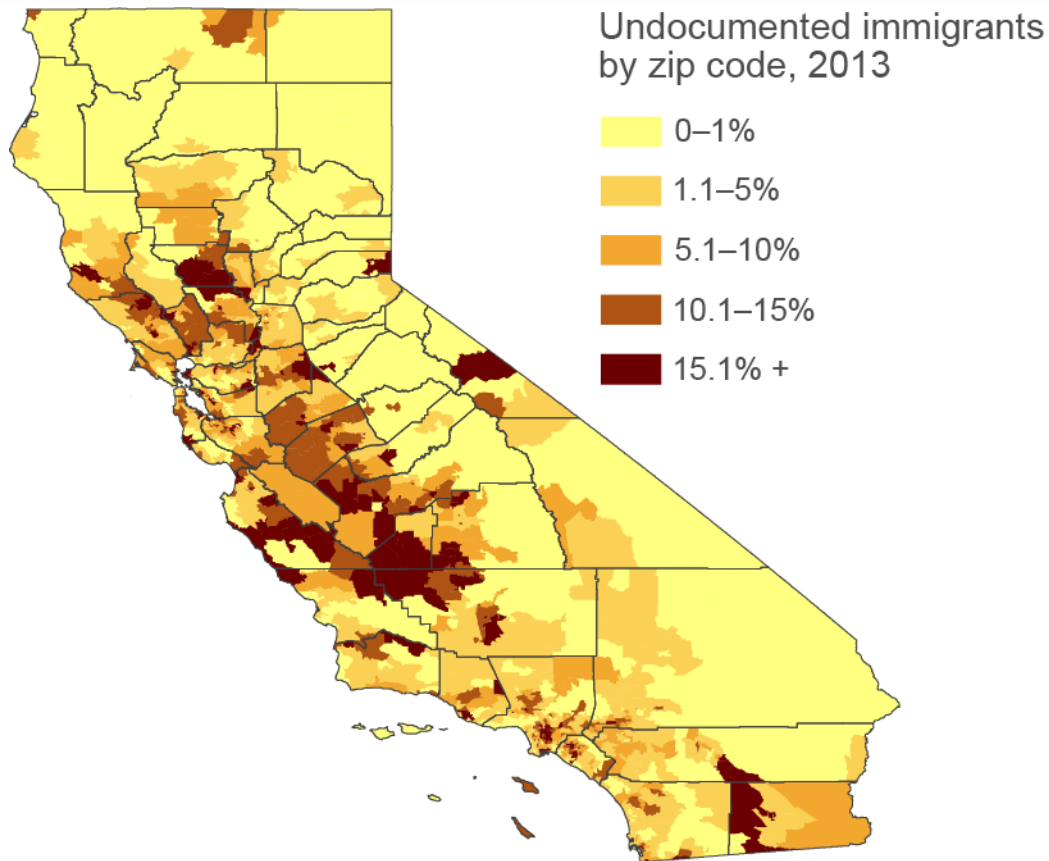 Undocumented immigrants
by zip code, 2013
0–1%
1.1–5%
5.1–10%
10.1–15%
15.1% +